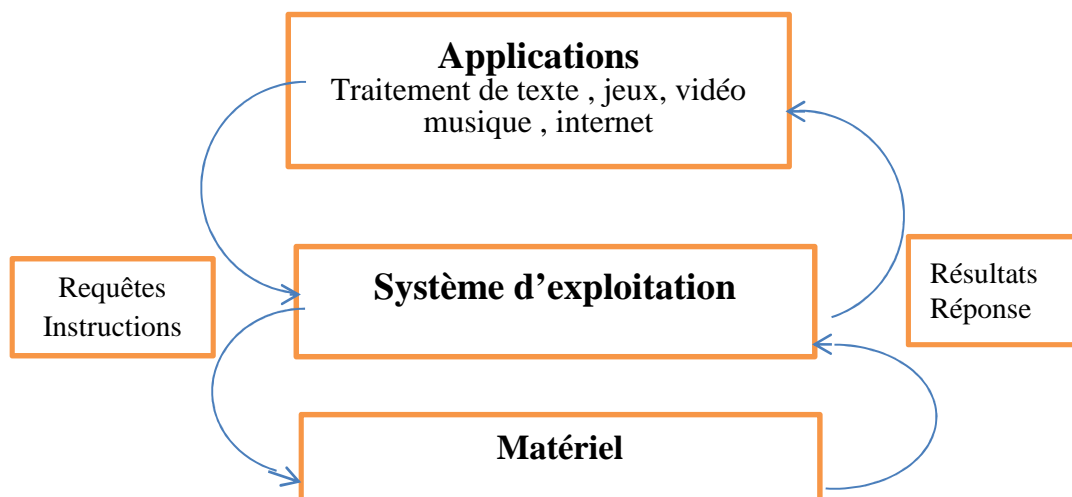 Applications
Traitement de texte , jeux, vidéo
musique , internet
Requêtes
Instructions
Système d’exploitation
Résultats
Réponse
Matériel